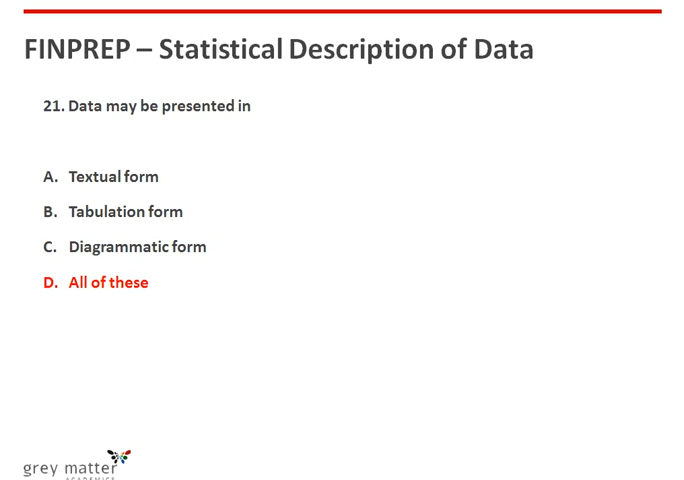 FINPREP – Statistical Description of Data
21. Data may be presented in
A. Textual form
B. Tabulation form
C. Diagrammatic form
D. All of these
grey matter
ACADEMICS